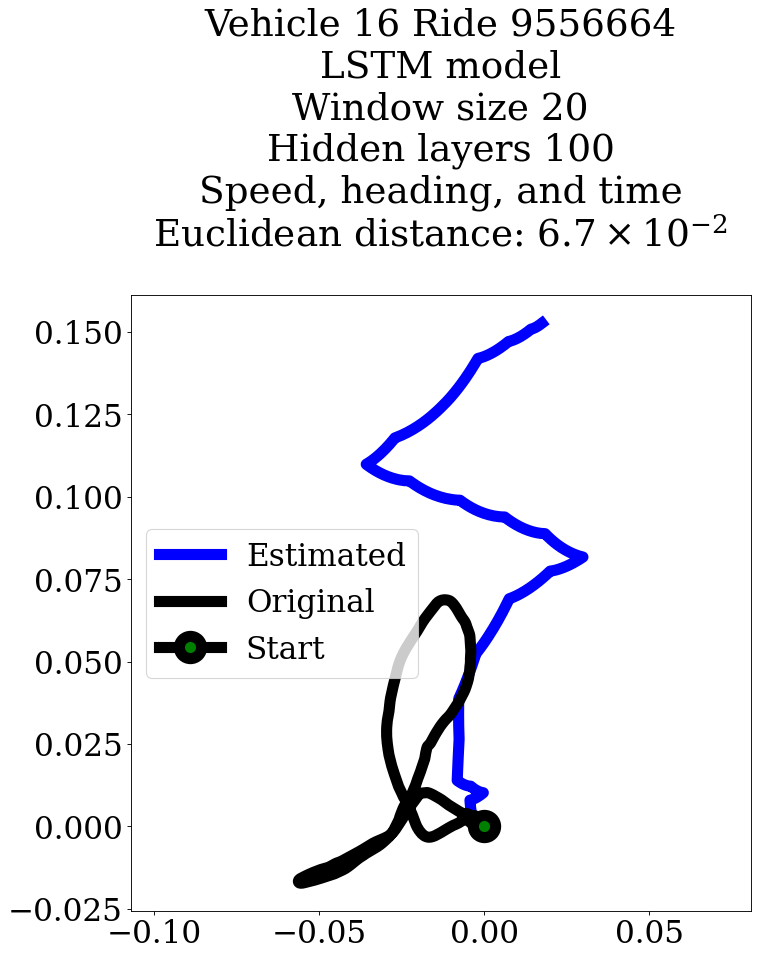 Vehicle 16 Ride 9556664
LSTM model
Window size 20
Hidden layers 100
Speed, heading, and time
Euclidean distance: 6.7 × 10⁻²
0.150
0.125
0.100
0.075
0.050
0.025
0.000
−0.025
Estimated
Original
Start
−0.10 −0.05 0.00 0.05